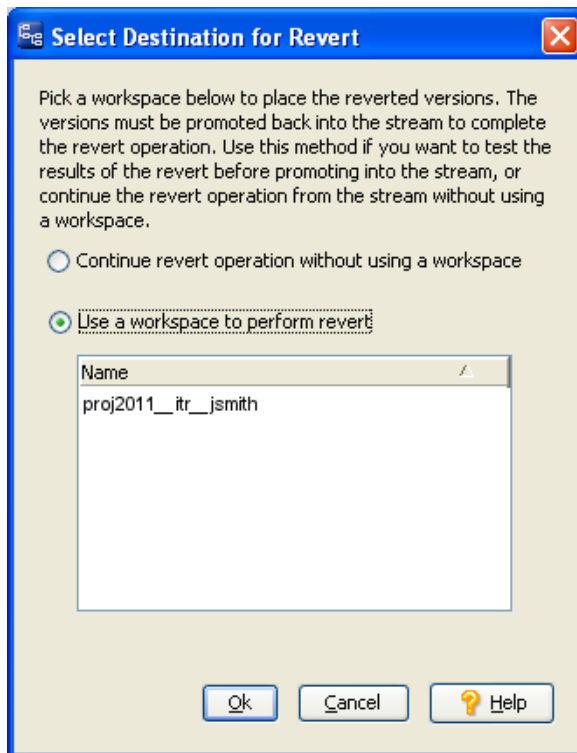 Select Destination for Revert
Pick a workspace below to place the reverted versions. The
versions must be promoted back into the stream to complete
the revert operation. Use this method if you want to test the
results of the revert before promoting into the stream, or
continue the revert operation from the stream without using
a workspace.
Continue revert operation without using a workspace
Use a workspace to perform revert
Name
proj2011__itr__jsmith
Ok
Cancel
Help